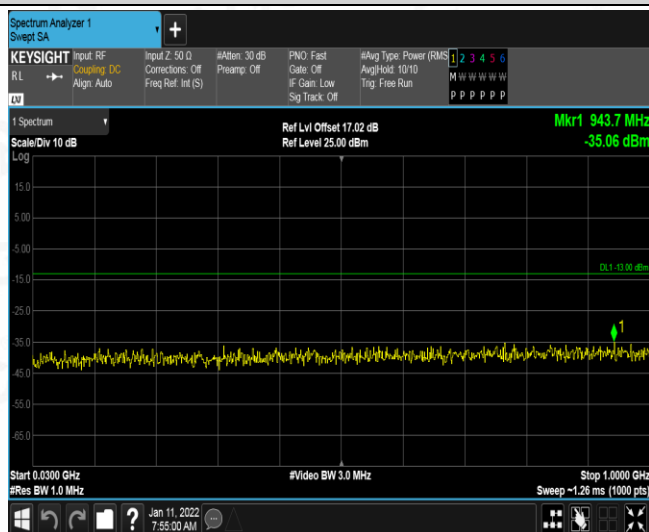 Spectrum Analyzer 1
Swept SA
KEYSIGHT
RL
LXI
Input: RF
Coupling: DC
Align: Auto
Input Z: 50 Ω
Corrections: Off
Freq Ref: Int (S)
#Atten: 30 dB
Preamp: Off
PNO: Fast
Gate: Off
IF Gain: Low
Sig Track: Off
#Avg Type: Power (RMS
Avg|Hold: 10/10
Trig: Free Run
1 2 3 4 5 6
M W W W W W
P P P P P P
1 Spectrum
Scale/Div 10 dB
Log
Ref Lvl Offset 17.02 dB
Ref Level 25.00 dBm
Mkr1 943.7 MHz
-35.06 dBm
15.0
5.00
-5.00
DL1 -13.00 dBm
-15.0
-25.0
1
-35.0
-45.0
-55.0
-65.0
Start 0.0300 GHz
#Res BW 1.0 MHz
#Video BW 3.0 MHz
Stop 1.0000 GHz
Sweep ~1.26 ms (1000 pts)
?
Jan 11, 2022
7:55:00 AM